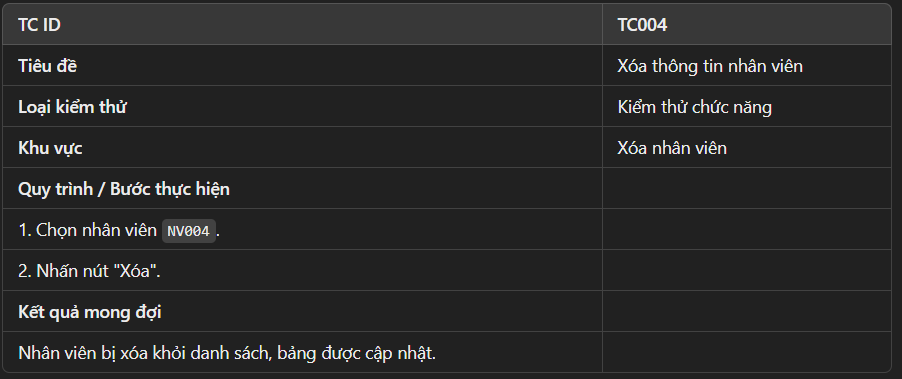 TC ID TC004
Tiêu đề Xóa thông tin nhân viên
Loại kiểm thử Kiểm thử chức năng
Khu vực Xóa nhân viên
Quy trình / Bước thực hiện
1. Chọn nhân viên NV004.
2. Nhấn nút "Xóa".
Kết quả mong đợi
Nhân viên bị xóa khỏi danh sách, bảng được cập nhật.